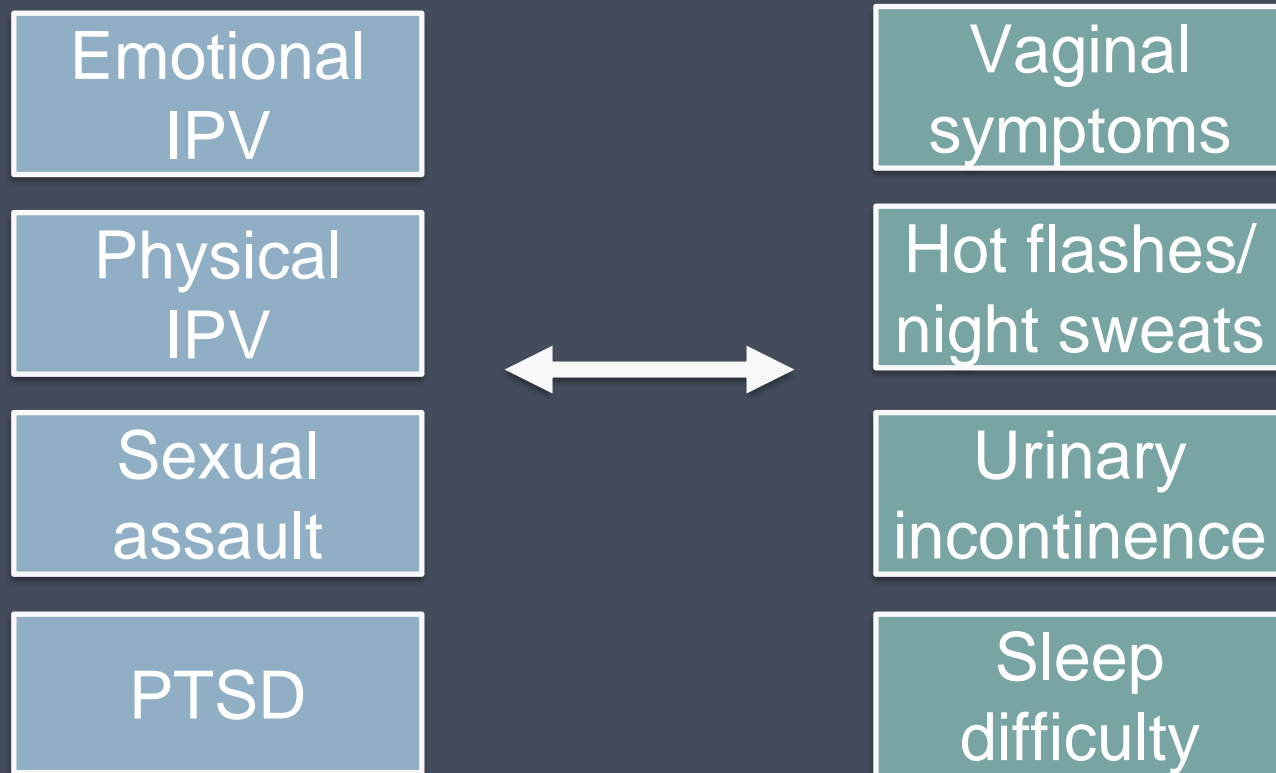 Emotional
IPV
Physical
IPV
Sexual
assault
PTSD
Vaginal
symptoms
Hot flashes/
night sweats
Urinary
incontinence
Sleep
difficulty